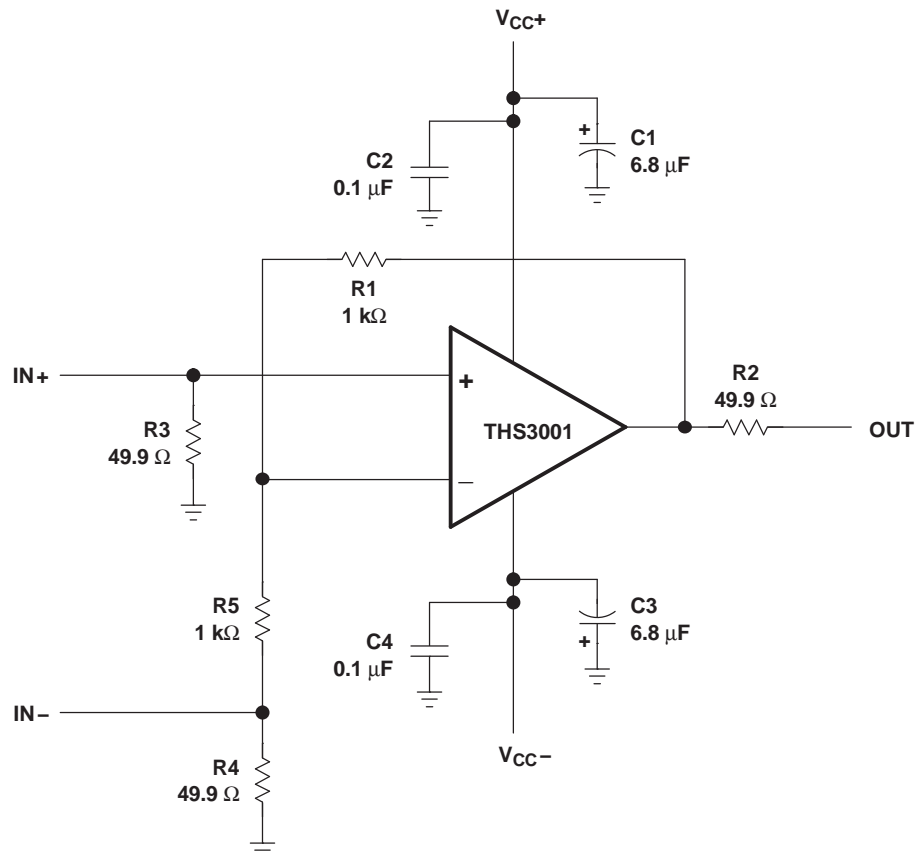 VCC+
+
C1
6.8 µF
C2
0.1 µF
R1
1 kΩ
IN+
+
R3
49.9 Ω
THS3001
R2
49.9 Ω
OUT
−
R5
1 kΩ
C4
0.1 µF
C3
6.8 µF
+
IN−
VCC−
R4
49.9 Ω